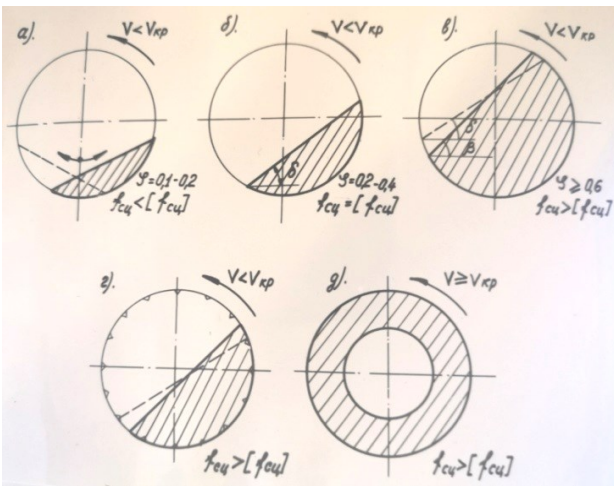 а). V<Vкр
б). V<Vкр
в). V<Vкр
δ
δ
β
φ=0,1-0,2
fсц<[fсц]
φ=0,2-0,4
fсц=[fсц]
φ≥0,6
fсц>[fсц]
г). V<Vкр
д). V≥Vкр
fсц>[fсц]
fсц>[fсц]